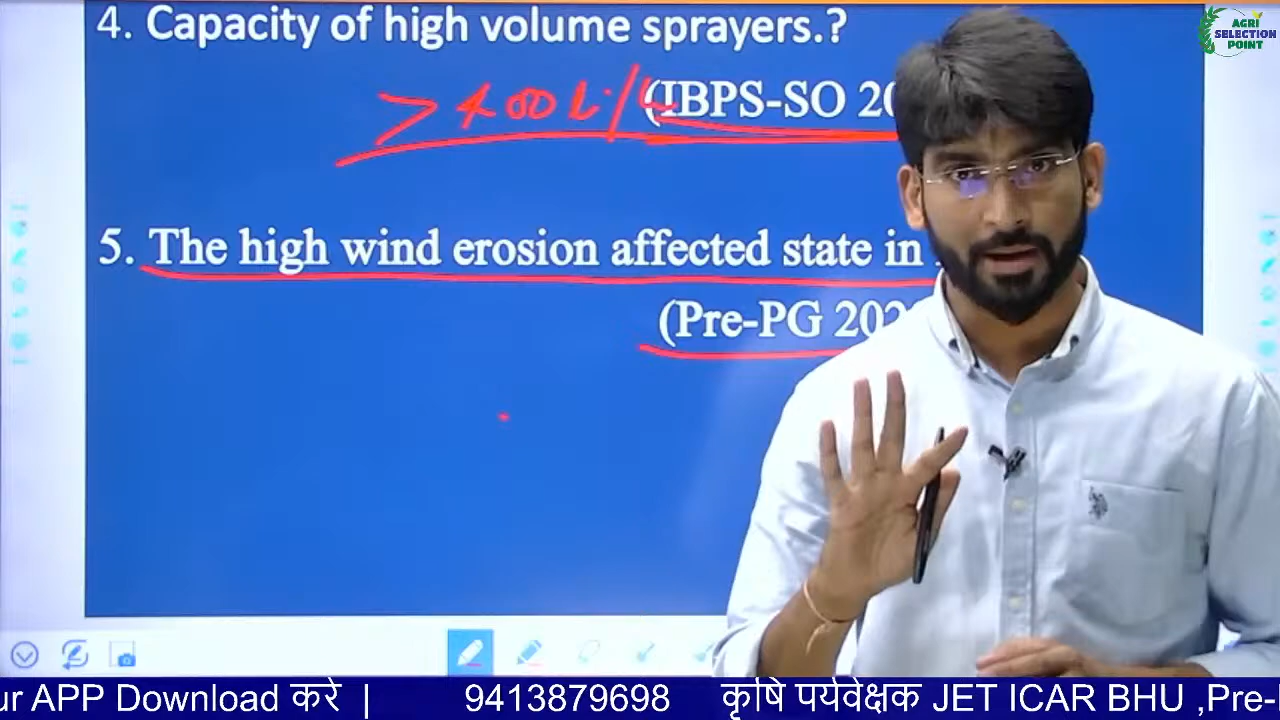 4. Capacity of high volume sprayers.?
> 400 L/
(IBPS-SO 20
5. The high wind erosion affected state in
(Pre-PG 202
AGRI
SELECTION
POINT
ur APP Download करे | 9413879698 कृषि पर्यवेक्षक JET ICAR BHU ,Pre-